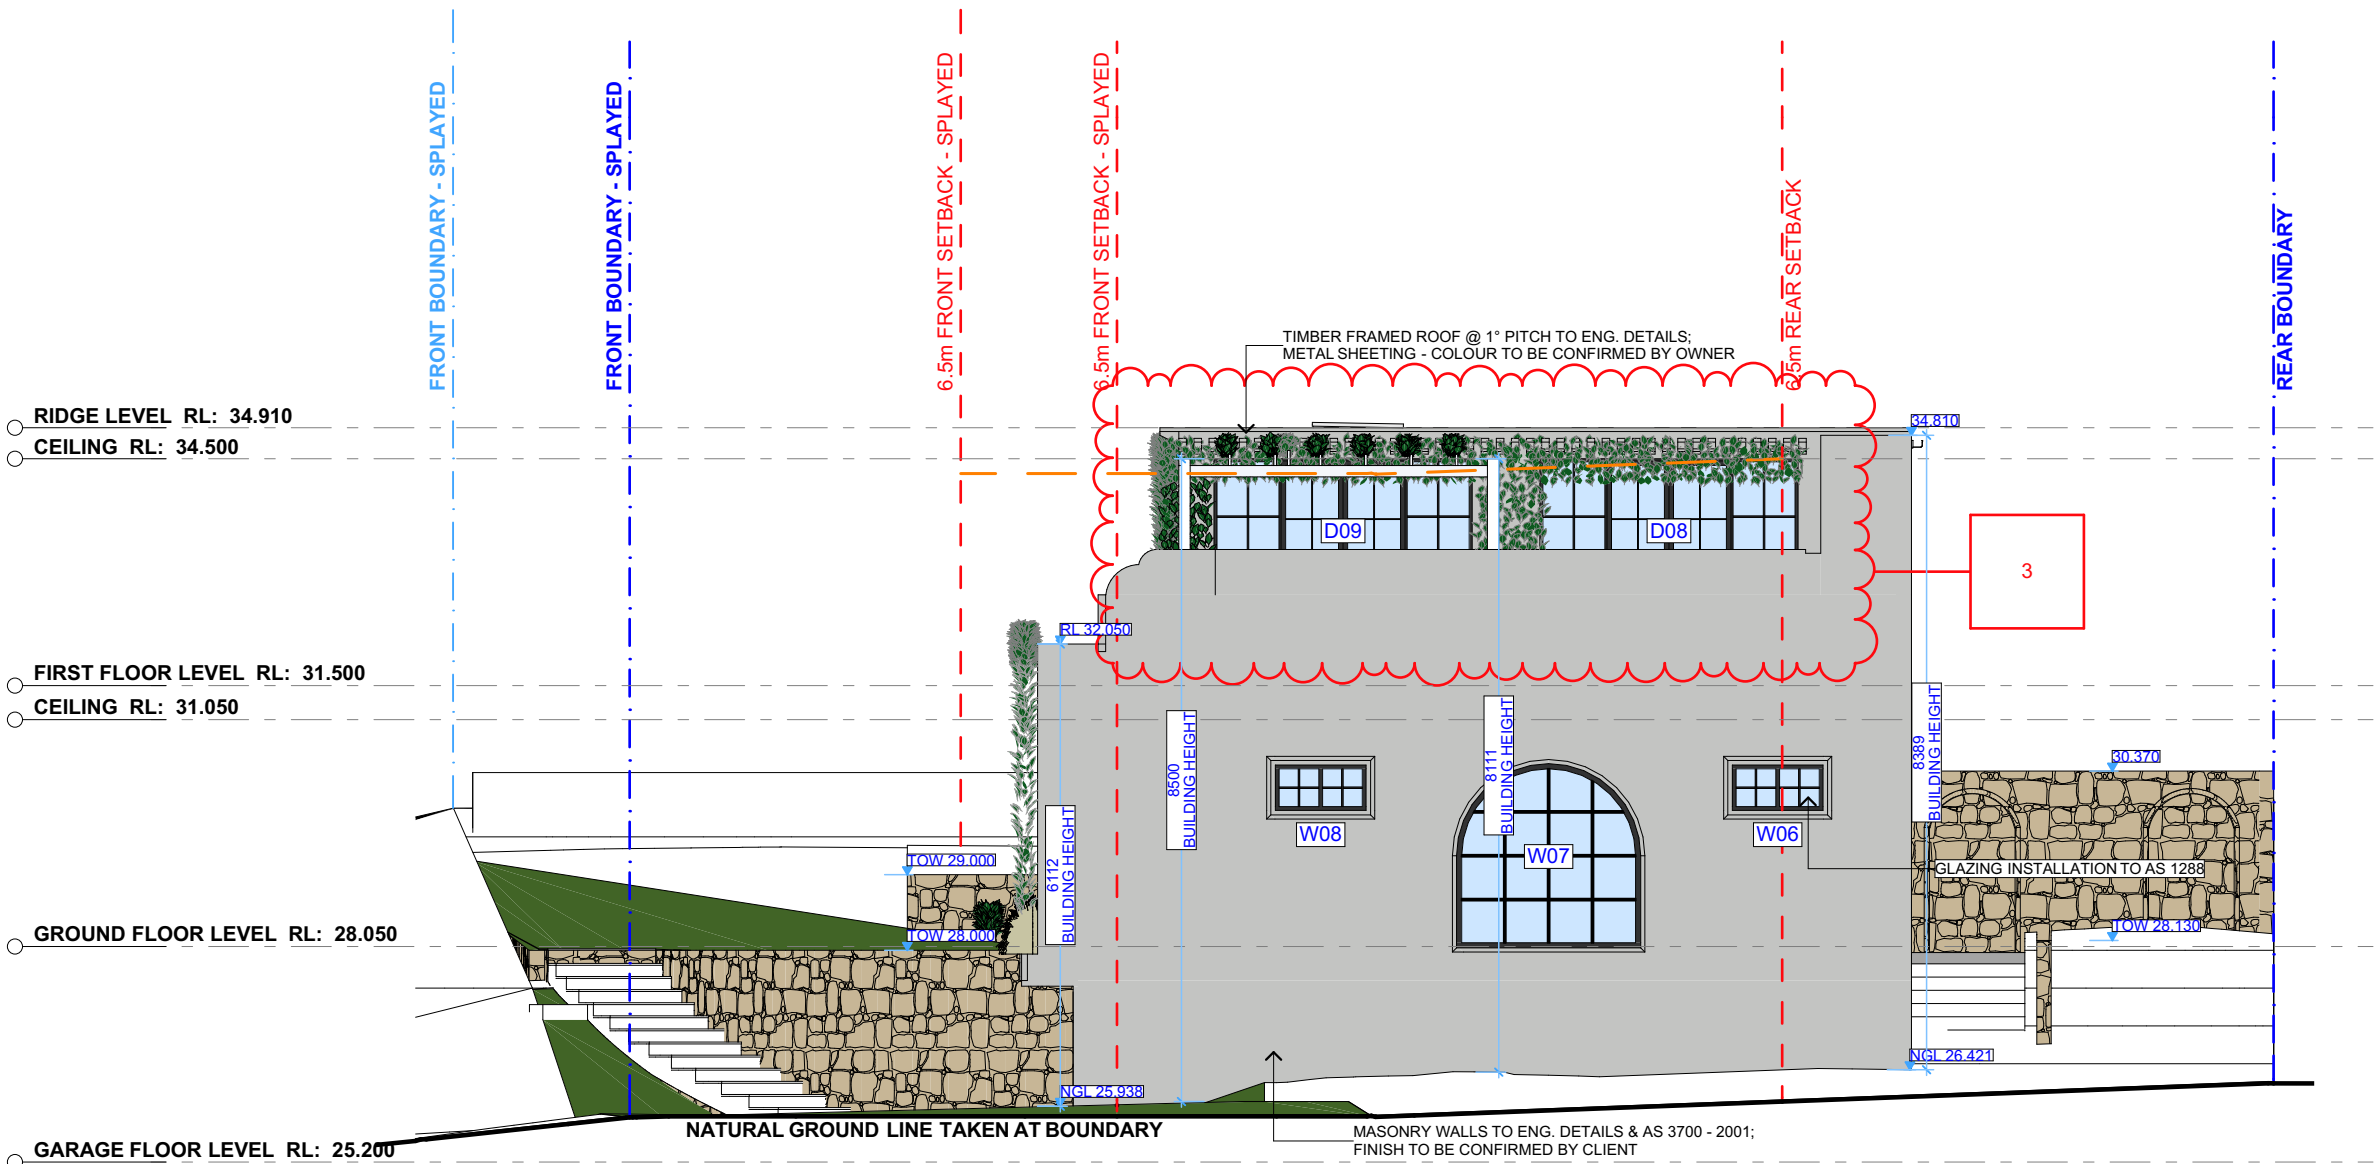 FRONT BOUNDARY - SPLAYED
FRONT BOUNDARY - SPLAYED
6.5m FRONT SETBACK - SPLAYED
6.5m FRONT SETBACK - SPLAYED
6.5m REAR SETBACK
REAR BOUNDARY
TIMBER FRAMED ROOF @ 1° PITCH TO ENG. DETAILS;
METAL SHEETING - COLOUR TO BE CONFIRMED BY OWNER
RIDGE LEVEL RL: 34.910
CEILING RL: 34.500
34.810
D09
D08
3
RL 32.050
FIRST FLOOR LEVEL RL: 31.500
CEILING RL: 31.050
8500
BUILDING HEIGHT
8111
BUILDING HEIGHT
8389
BUILDING HEIGHT
30.370
W08
W07
W06
6112
BUILDING HEIGHT
TOW 29.000
GLAZING INSTALLATION TO AS 1288
GROUND FLOOR LEVEL RL: 28.050
TOW 28.000
TOW 28.130
NGL 26.421
NGL 25.938
NATURAL GROUND LINE TAKEN AT BOUNDARY
MASONRY WALLS TO ENG. DETAILS & AS 3700 - 2001;
FINISH TO BE CONFIRMED BY CLIENT
GARAGE FLOOR LEVEL RL: 25.200